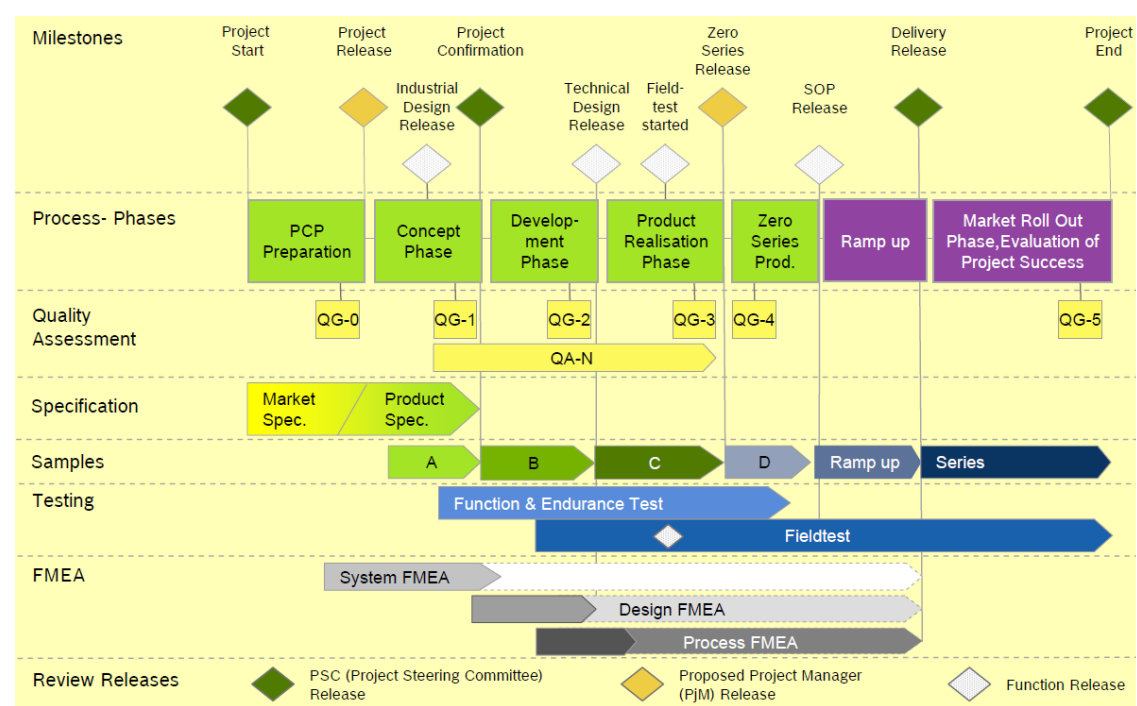 Milestones
Project
Start
Project
Release
Project
Confirmation
Zero
Series
Release
Delivery
Release
Project
End
Industrial
Design
Release
Technical
Design
Release
Field-
test
started
SOP
Release
Process- Phases
PCP
Preparation
Concept
Phase
Develop-
ment
Phase
Product
Realisation
Phase
Zero
Series
Prod.
Ramp up
Market Roll Out
Phase,Evaluation of
Project Success
Quality
Assessment
QG-0
QG-1
QG-2
QG-3
QG-4
QG-5
QA-N
Specification
Market
Spec.
Product
Spec.
Samples
A
B
C
D
Ramp up
Series
Testing
Function & Endurance Test
Fieldtest
FMEA
System FMEA
Design FMEA
Process FMEA
Review Releases
PSC (Project Steering Committee)
Release
Proposed Project Manager
(PjM) Release
Function Release